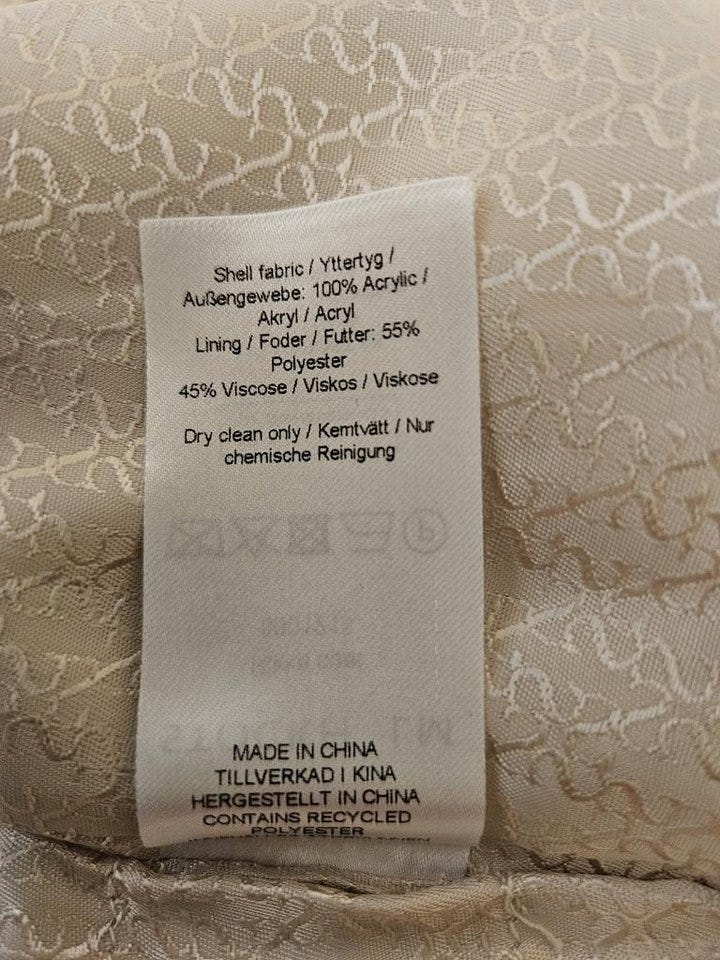 Shell fabric / Yttertyg /
Außengewebe: 100% Acrylic /
Akryl / Acryl
Lining / Foder / Futter: 55%
Polyester
45% Viscose / Viskos / Viskose
Dry clean only / Kemtvätt / Nur
chemische Reinigung
MADE IN CHINA
TILLVERKAD I KINA
HERGESTELLT IN CHINA
CONTAINS RECYCLED
POLYESTER